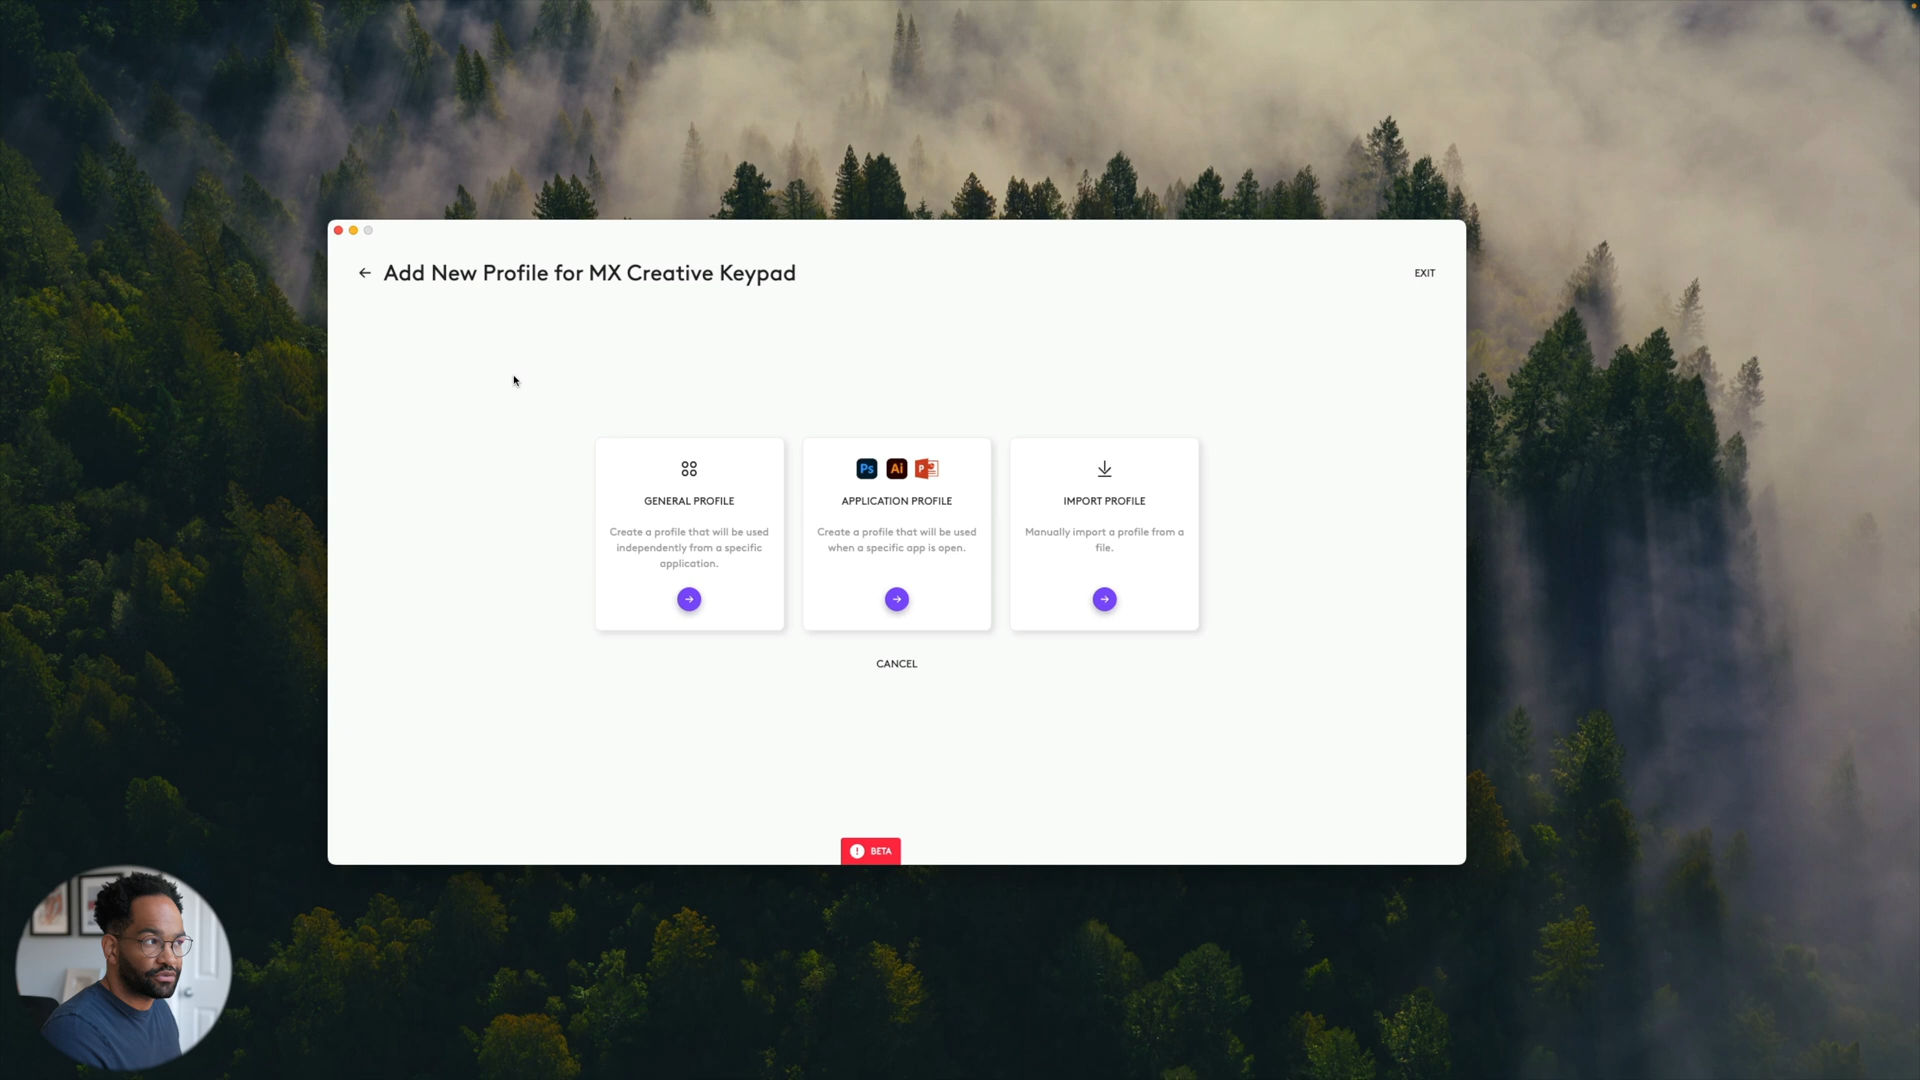 Add New Profile for MX Creative Keypad
EXIT
Ps Ai P
GENERAL PROFILE
Create a profile that will be used
independently from a specific
application.
APPLICATION PROFILE
Create a profile that will be used
when a specific app is open.
IMPORT PROFILE
Manually import a profile from a
file.
CANCEL
! BETA